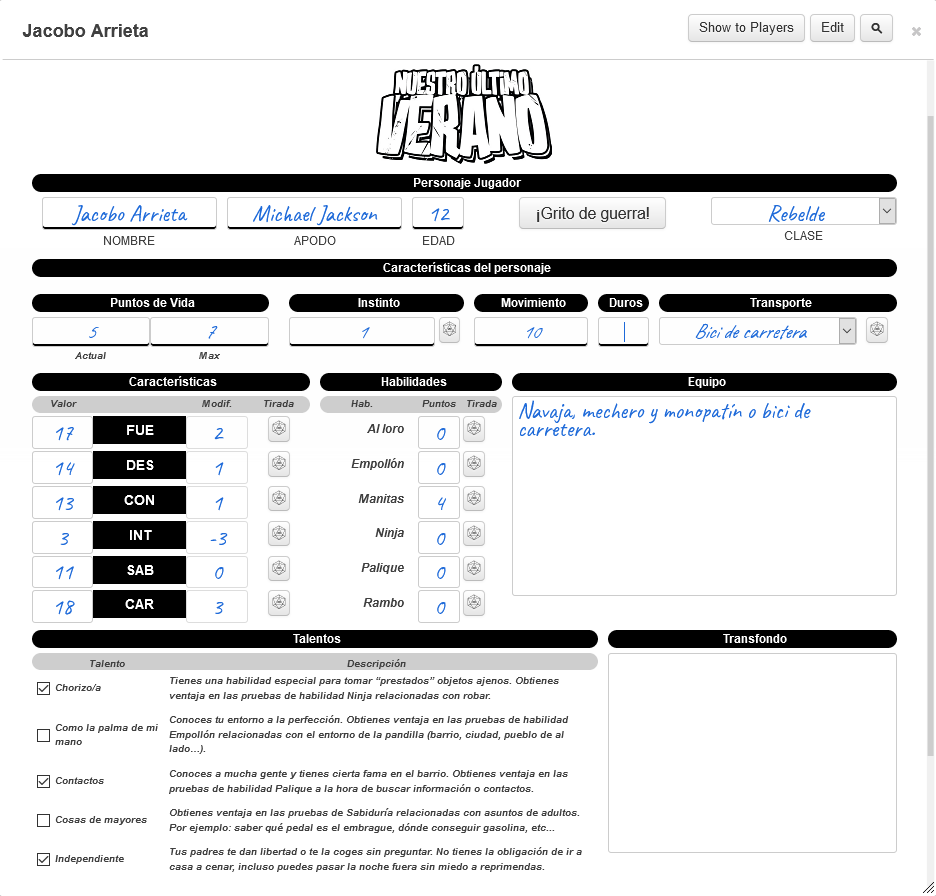 Jacobo Arrieta
Show to Players
Edit
NUESTRO ÚLTIMO
VERANO
Personaje Jugador
Jacobo Arrieta
Michael Jackson
12
¡Grito de guerra!
Rebelde
NOMBRE
APODO
EDAD
CLASE
Características del personaje
Puntos de Vida
Instinto
Movimiento
Duros
Transporte
5
7
1
10
Bici de carretera
Actual
Max
Características
Habilidades
Equipo
Valor
Modif.
Tirada
Hab.
Puntos
Tirada
Navaja, mechero y monopatín o bici de
carretera.
17 FUE 2
Al loro 0
14 DES 1
Empollón 0
13 CON 1
Manitas 4
3 INT -3
Ninja 0
11 SAB 0
Palique 0
18 CAR 3
Rambo 0
Talentos
Transfondo
Talento
Descripción
Chorizo/a
Tienes una habilidad especial para tomar “prestados” objetos ajenos. Obtienes
ventaja en las pruebas de habilidad Ninja relacionadas con robar.
Como la palma de mi
mano
Conoces tu entorno a la perfección. Obtienes ventaja en las pruebas de habilidad
Empollón relacionadas con el entorno de la pandilla (barrio, ciudad, pueblo de al
lado...).
Contactos
Conoces a mucha gente y tienes cierta fama en el barrio. Obtienes ventaja en las
pruebas de habilidad Palique a la hora de buscar información o contactos.
Cosas de mayores
Obtienes ventaja en las pruebas de Sabiduría relacionadas con asuntos de adultos.
Por ejemplo: saber qué pedal es el embrague, dónde conseguir gasolina, etc...
Independiente
Tus padres te dan libertad o te la coges sin preguntar. No tienes la obligación de ir a
casa a cenar, incluso puedes pasar la noche fuera sin miedo a reprimendas.